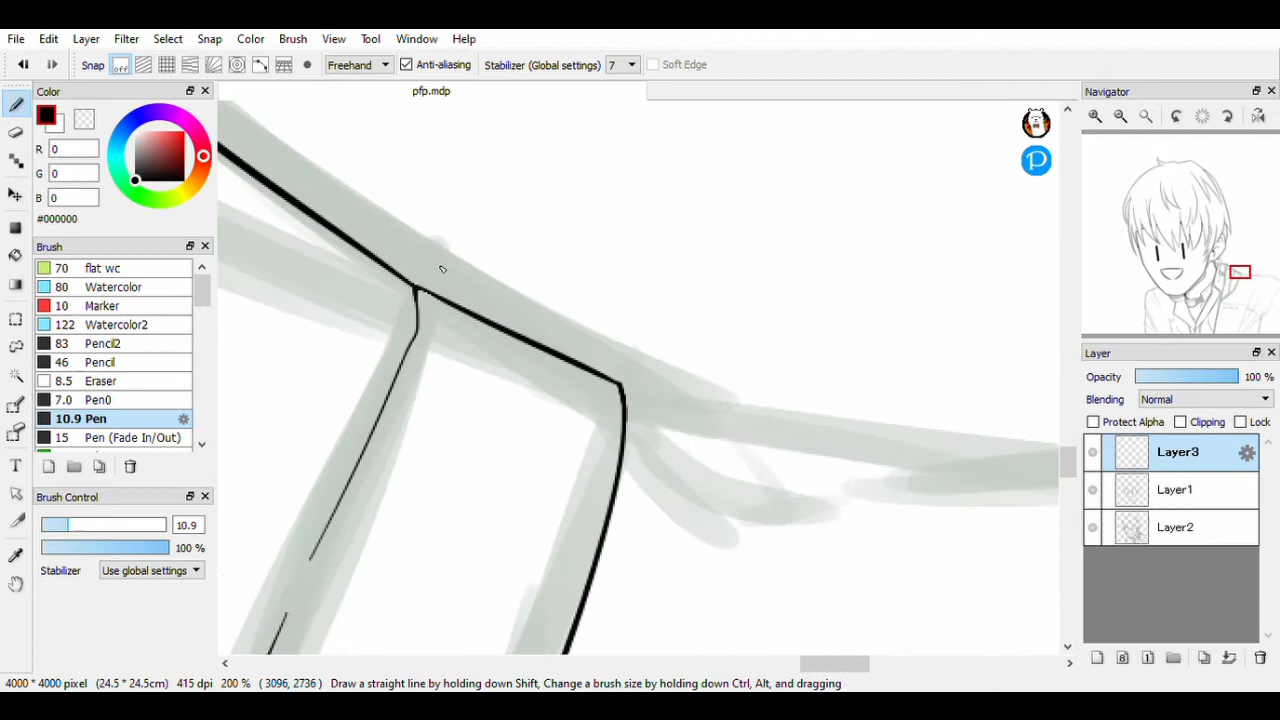 File Edit Layer Filter Select Snap Color Brush View Tool Window Help
Snap off Freehand Anti-aliasing Stabilizer (Global settings) 7 Soft Edge
Color
pfp.mdp
Navigator
R 0
G 0
B 0
#000000
Brush
70 flat wc
80 Watercolor
10 Marker
122 Watercolor2
83 Pencil2
46 Pencil
8.5 Eraser
7.0 Pen0
10.9 Pen
15 Pen (Fade In/Out)
Brush Control
10.9
100 %
Stabilizer Use global settings
P
Layer
Opacity 100 %
Blending Normal
Protect Alpha Clipping Lock
Layer3
Layer1
Layer2
8 1
T
4000 * 4000 pixel (24.5 * 24.5cm) 415 dpi 200 % ( 3096, 2736 ) Draw a straight line by holding down Shift, Change a brush size by holding down Ctrl, Alt, and dragging